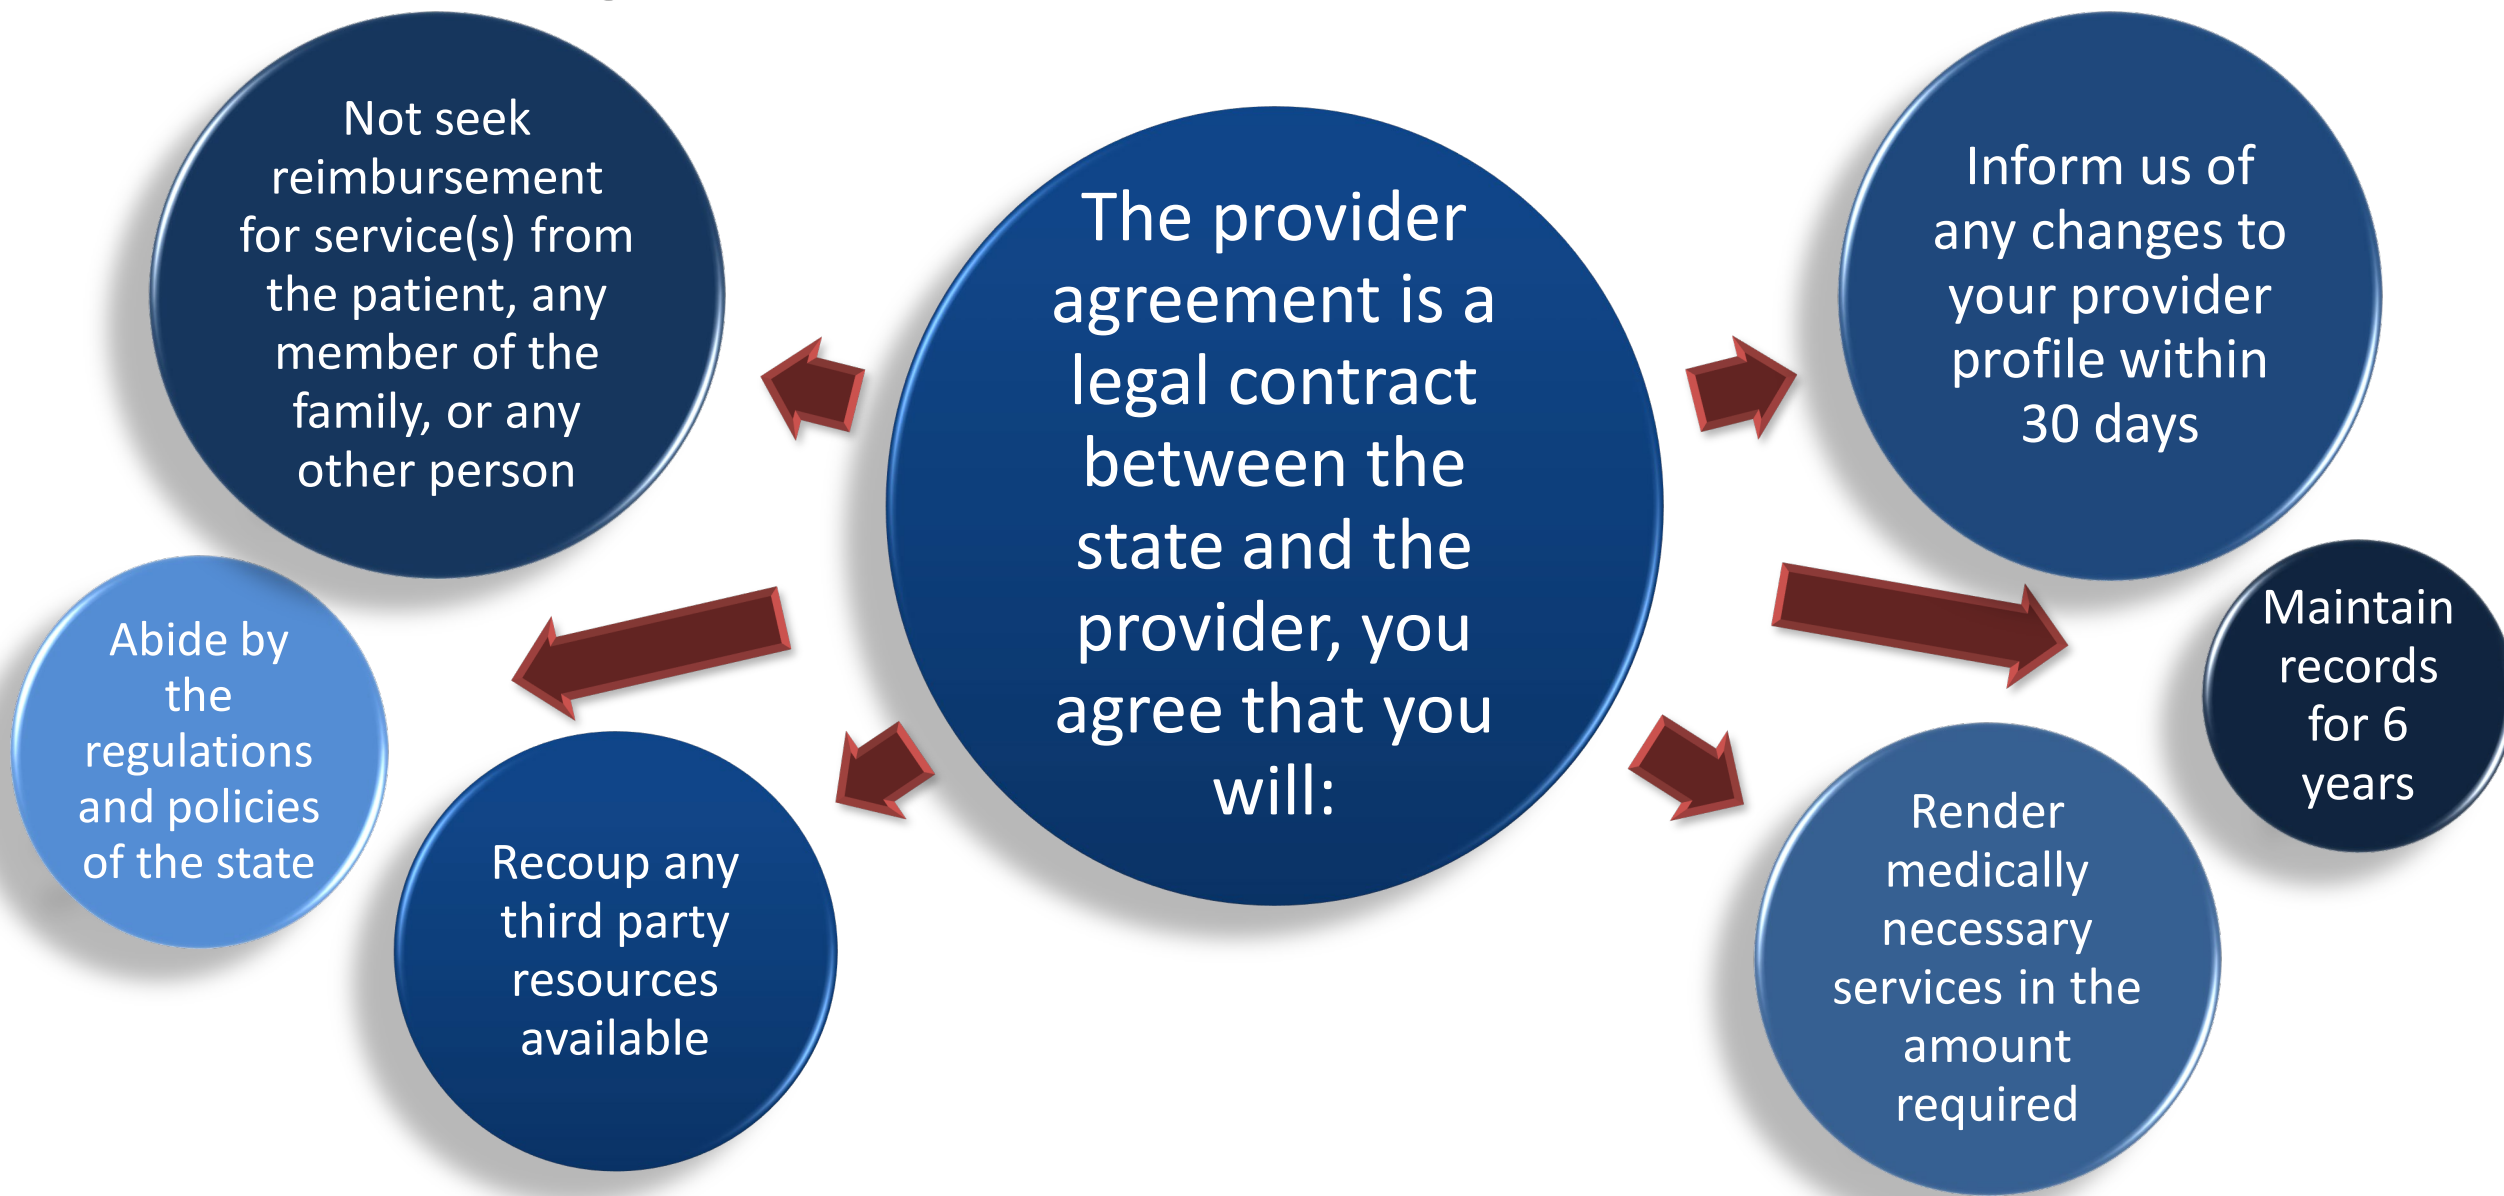 Not seek
reimbursement
for service(s) from
the patient, any
member of the
family, or any
other person
The provider
agreement is a
legal contract
between the
state and the
provider, you
agree that you
will:
Inform us of
any changes to
your provider
profile within
30 days
Abide by
the
regulations
and policies
of the state
Recoup any
third party
resources
available
Render
medically
necessary
services in the
amount
required
Maintain
records
for 6
years